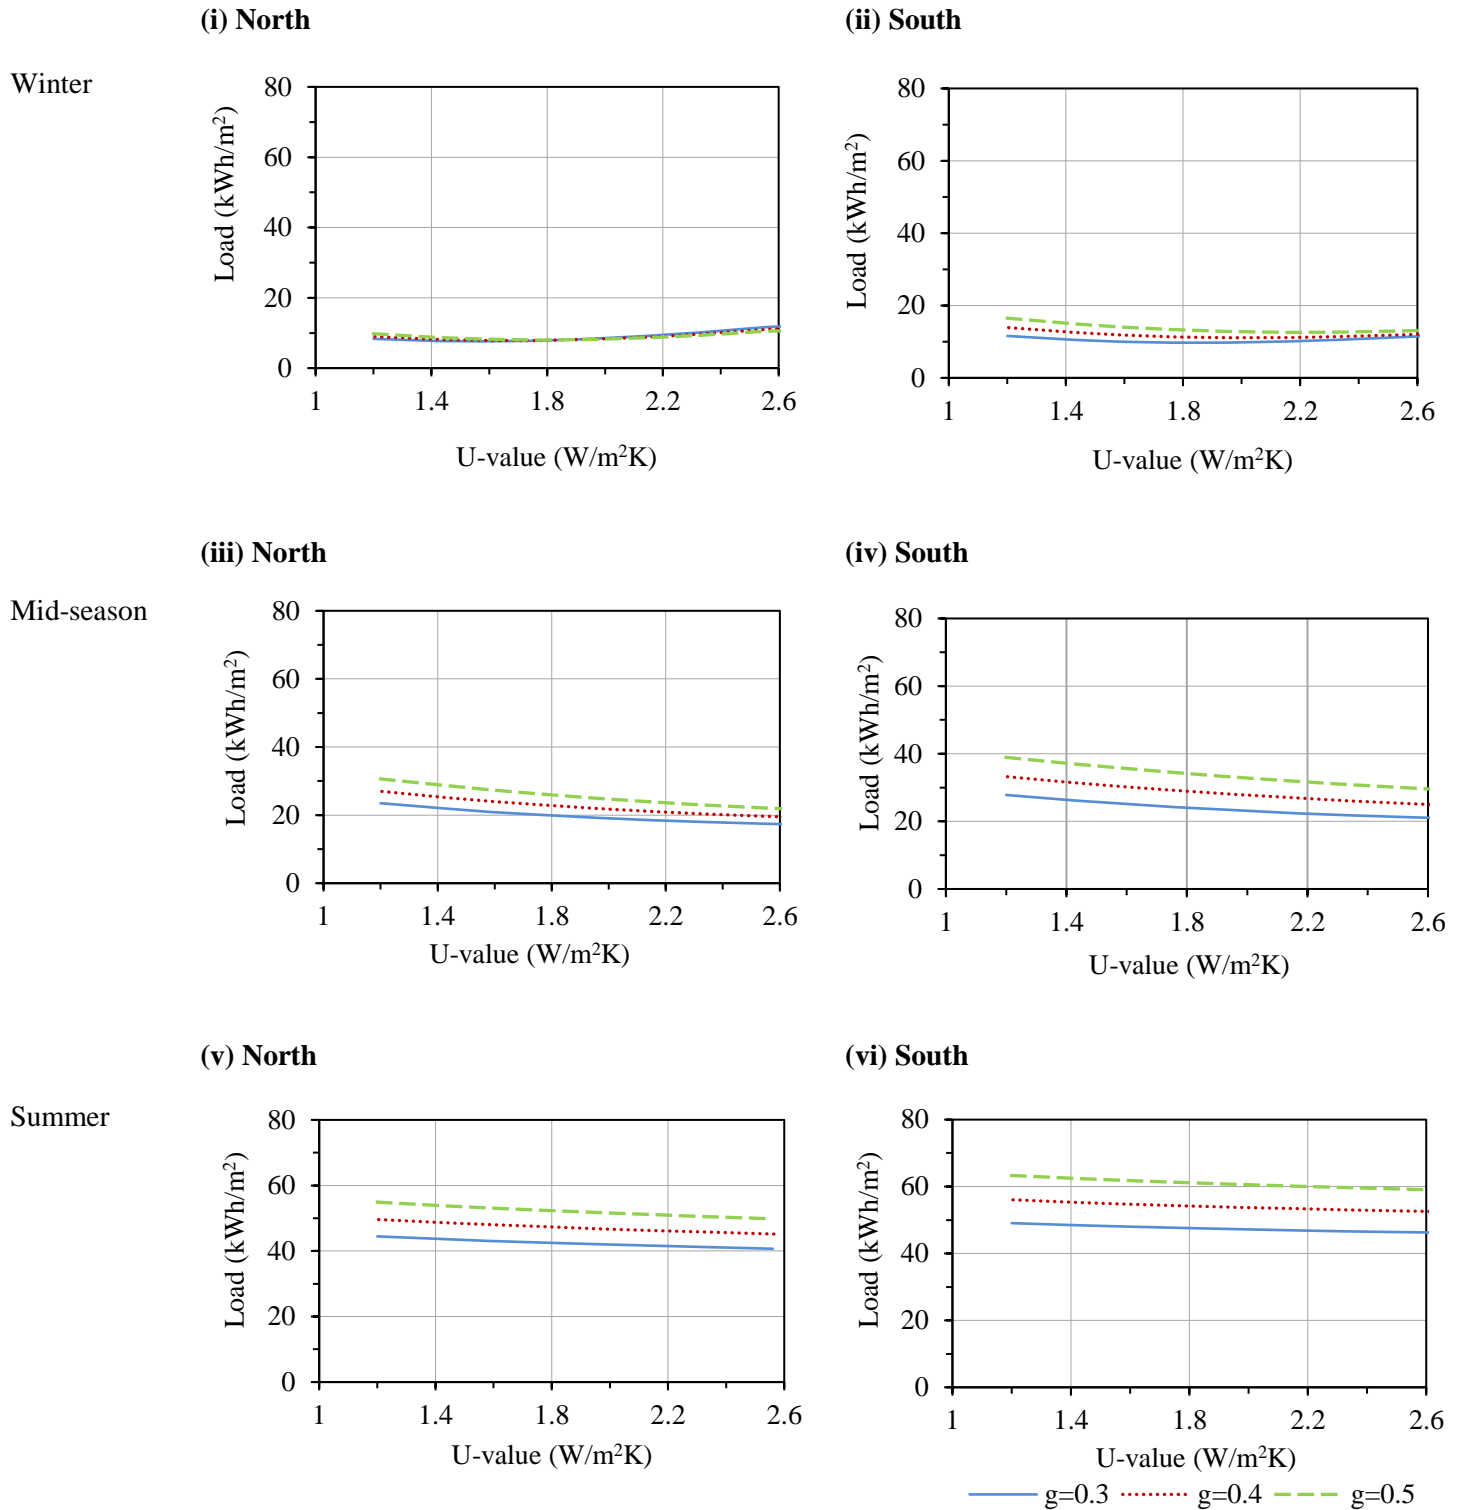 (i) North
(ii) South
Winter
80
60
40
20
0
Load (kWh/m²)
1 1.4 1.8 2.2 2.6
U-value (W/m²K)
80
60
40
20
0
Load (kWh/m²)
1 1.4 1.8 2.2 2.6
U-value (W/m²K)
(iii) North
(iv) South
Mid-season
80
60
40
20
0
Load (kWh/m²)
1 1.4 1.8 2.2 2.6
U-value (W/m²K)
80
60
40
20
0
Load (kWh/m²)
1 1.4 1.8 2.2 2.6
U-value (W/m²K)
(v) North
(vi) South
Summer
80
60
40
20
0
Load (kWh/m²)
1 1.4 1.8 2.2 2.6
U-value (W/m²K)
80
60
40
20
0
Load (kWh/m²)
1 1.4 1.8 2.2 2.6
U-value (W/m²K)
g=0.3 g=0.4 g=0.5